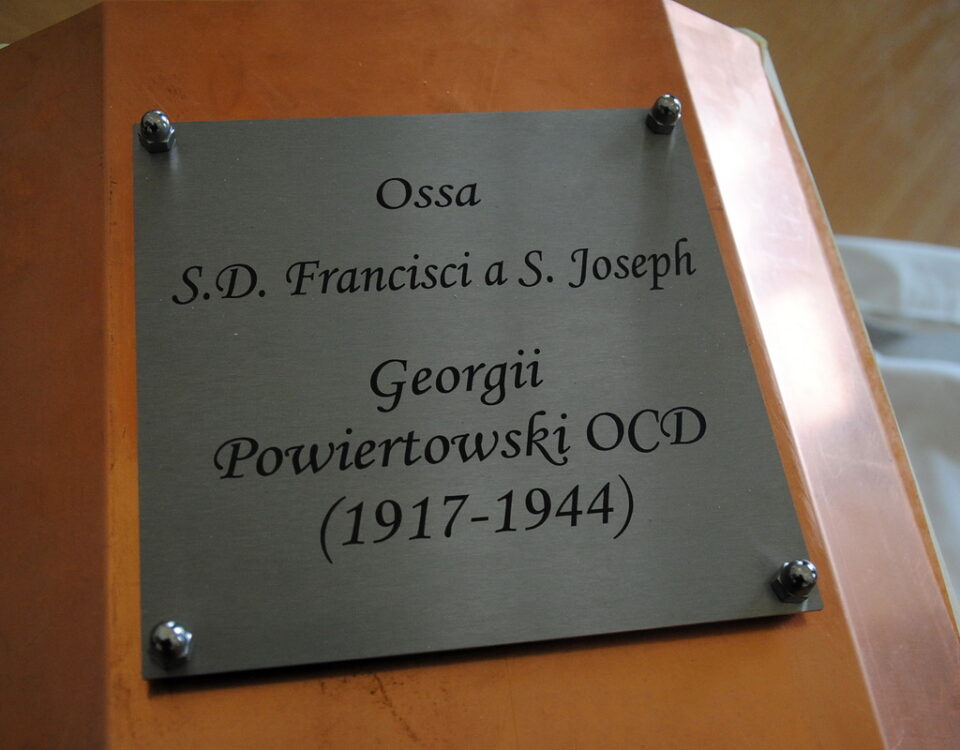 Ossa
S.D. Francisci a S. Joseph
Georgii
Powiertowski OCD
(1917-1944)